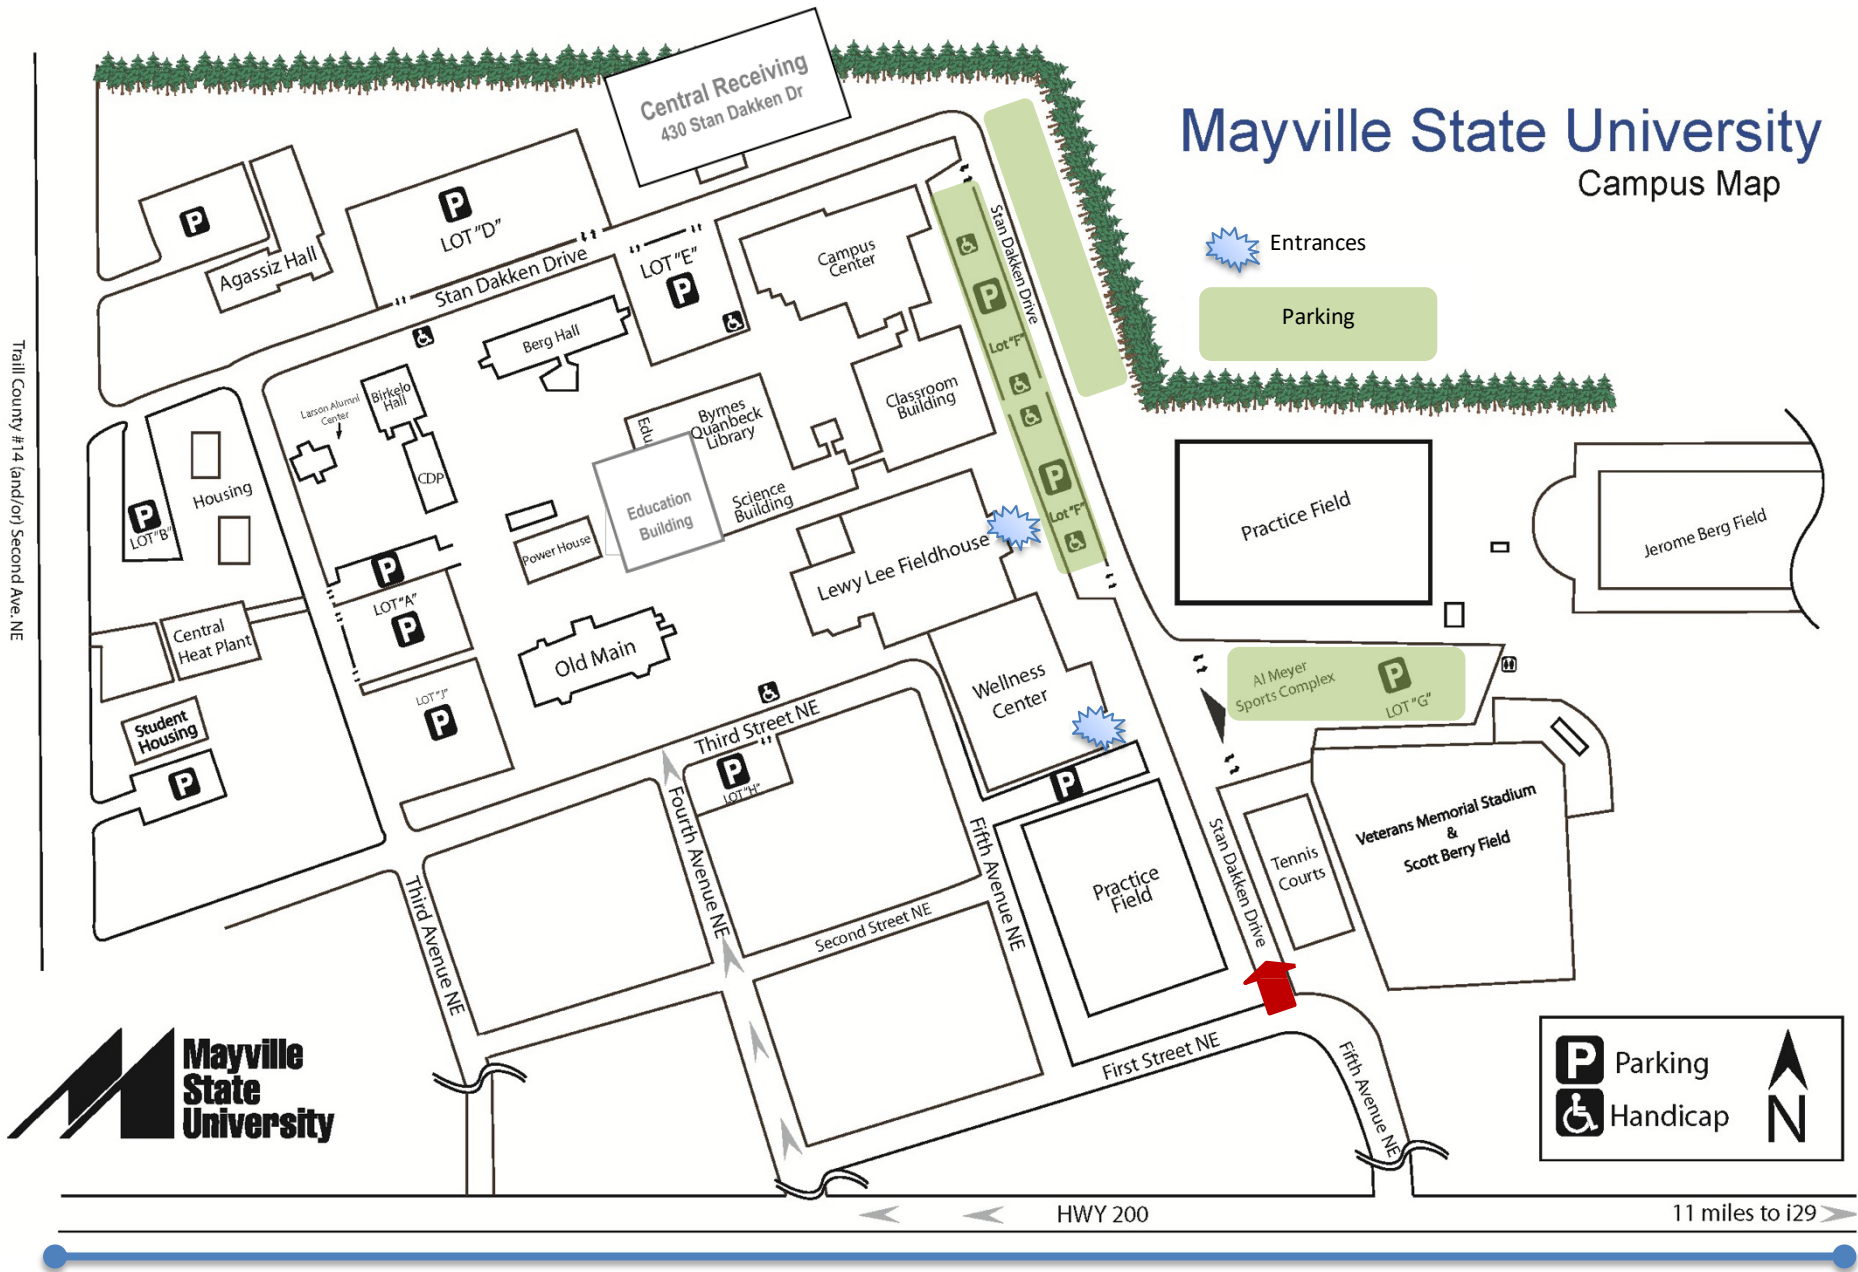 Mayville State University
Campus Map
Entrances
Parking
Central Receiving
430 Stan Dakken Dr
P
P
LOT "D"
Agassiz Hall
Stan Dakken Drive
LOT "E"
P
Campus
Center
Stan Dakken Drive
P
Lot "F"
Berg Hall
Larson Alumni
Center
Birkelo
Hall
CDP
Edu
Byrnes
Quanbeck
Library
Classroom
Building
Housing
P
LOT "B"
Education
Building
Science
Building
Power House
P
Lot "F"
Lewy Lee Fieldhouse
Practice Field
Jerome Berg Field
Traill County #14 (and/or) Second Ave. NE
P
LOT "A"
P
Central
Heat Plant
Old Main
Wellness
Center
Al Meyer
Sports Complex
P
LOT "G"
LOT "J"
P
Student
Housing
P
Third Street NE
P
LOT "H"
P
Fourth Avenue NE
Fifth Avenue NE
Stan Dakken Drive
Tennis
Courts
Veterans Memorial Stadium
&
Scott Berry Field
Practice
Field
Third Avenue NE
Second Street NE
First Street NE
Fifth Avenue NE
Mayville
State
University
P Parking
Handicap
N
HWY 200
11 miles to i29